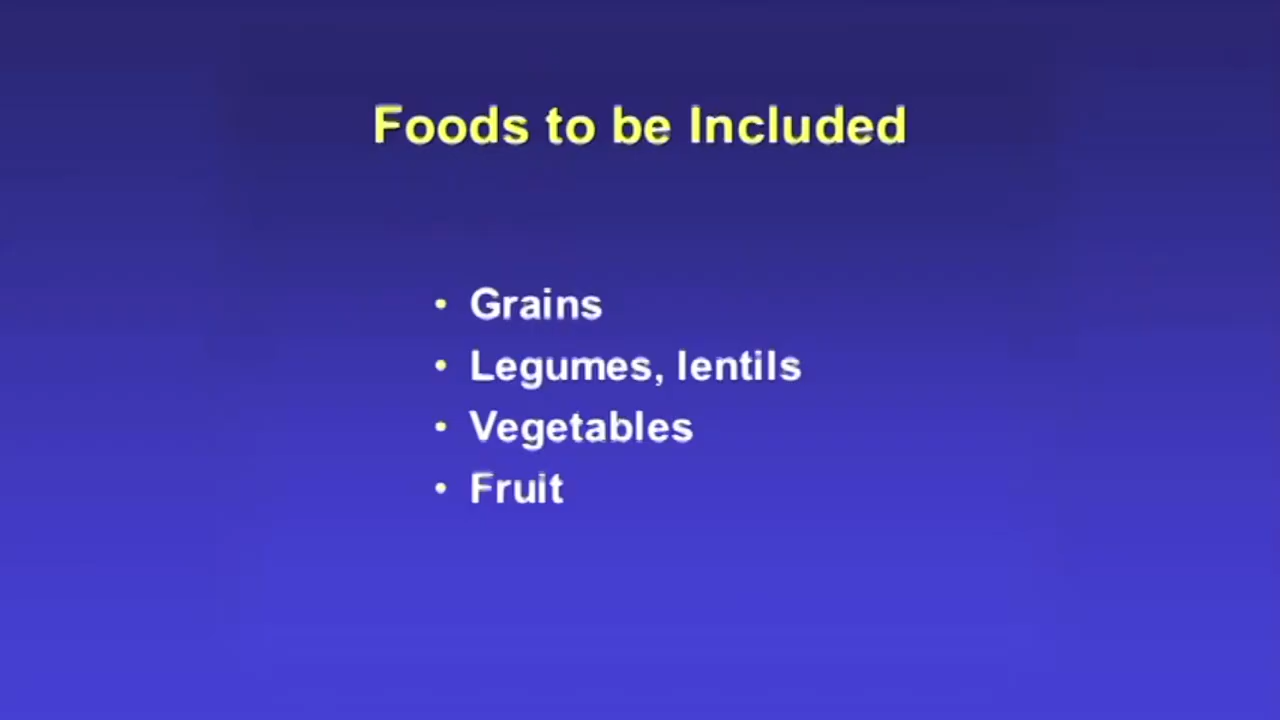 Foods to be Included
• Grains
• Legumes, lentils
• Vegetables
• Fruit